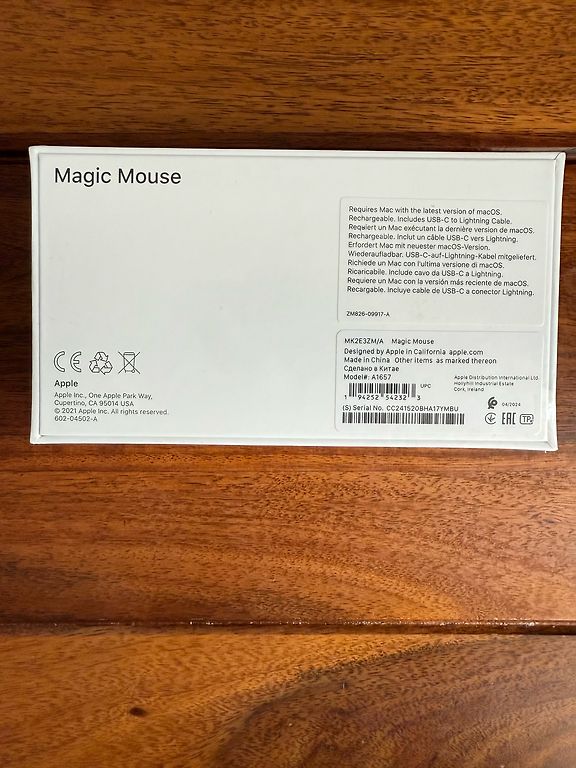 Magic Mouse
Requires Mac with the latest version of macOS.
Rechargeable. Includes USB-C to Lightning Cable.
Requiert un Mac exécutant la dernière version de macOS.
Rechargeable. Inclut un câble USB-C vers Lightning.
Erfordert Mac mit neuester macOS-Version.
Wiederaufladbar. USB-C-auf-Lightning-Kabel mitgeliefert.
Richiede un Mac con l'ultima versione di macOS.
Ricaricabile. Include cavo da USB-C a Lightning.
Requiere un Mac con la versión más reciente de macOS.
Recargable. Incluye cable de USB-C a conector Lightning.
ZM826-09917-A
MK2E3ZM/A Magic Mouse
Designed by Apple in California apple.com
Made in China Other items as marked thereon
Сделано в Китае
Model#: A1657
UPC
1 94252 54232 3
(S) Serial No. CC241520BHA17YMBU
Apple Distribution International Ltd.
Hollyhill Industrial Estate
Cork, Ireland
04/2024
EAC TP
CE
Apple
Apple Inc., One Apple Park Way,
Cupertino, CA 95014 USA
© 2021 Apple Inc. All rights reserved.
602-04502-A